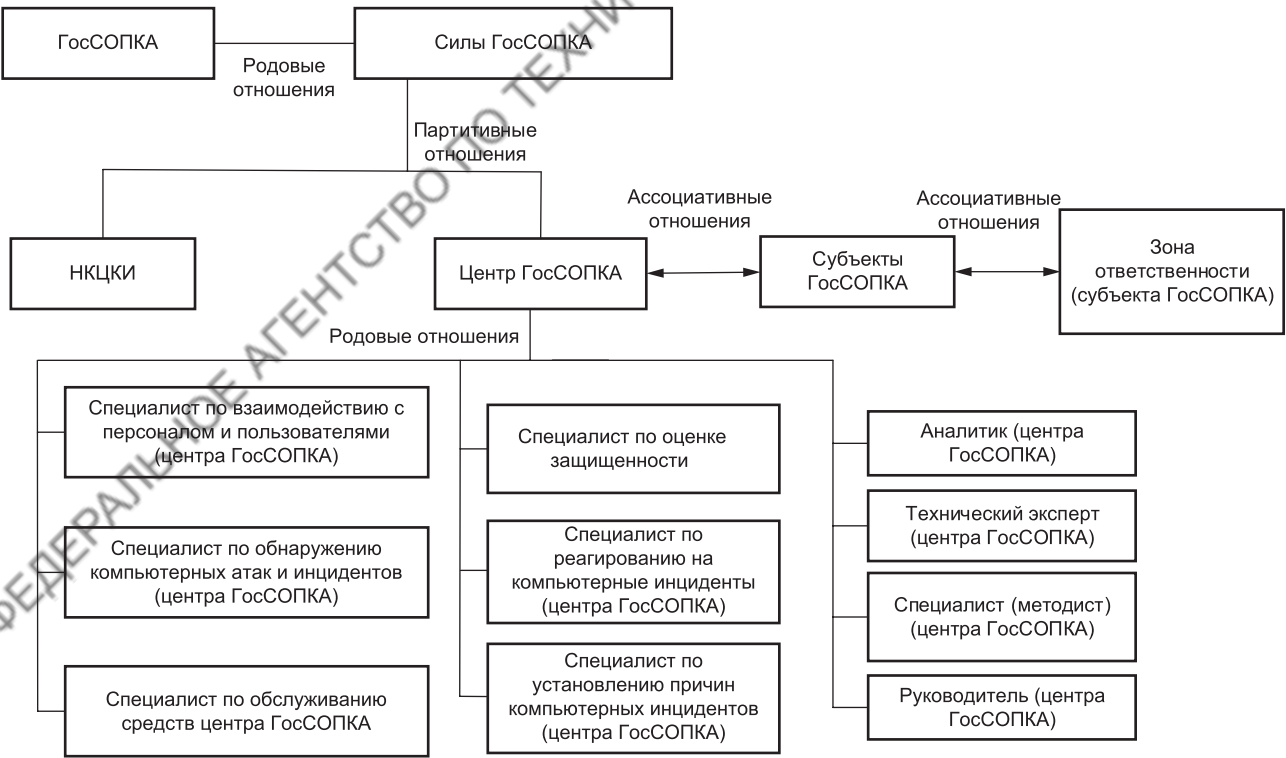 ГосСОПКА
Силы ГосСОПКА
Родовые
отношения
Партитивные
отношения
НКЦКИ
Центр ГосСОПКА
Ассоциативные
отношения
Субъекты
ГосСОПКА
Ассоциативные
отношения
Зона
ответственности
(субъекта ГосСОПКА)
Родовые отношения
Специалист по взаимодействию с
персоналом и пользователями
(центра ГосСОПКА)
Специалист по обнаружению
компьютерных атак и инцидентов
(центра ГосСОПКА)
Специалист по обслуживанию
средств центра ГосСОПКА
Специалист по оценке
защищенности
Специалист по
реагированию на
компьютерные инциденты
(центра ГосСОПКА)
Специалист по
установлению причин
компьютерных инцидентов
(центра ГосСОПКА)
Аналитик (центра
ГосСОПКА)
Технический эксперт
(центра ГосСОПКА)
Специалист (методист)
(центра ГосСОПКА)
Руководитель (центра
ГосСОПКА)
ФЕДЕРАЛЬНОЕ АГЕНТСТВО ПО ТЕХНИ